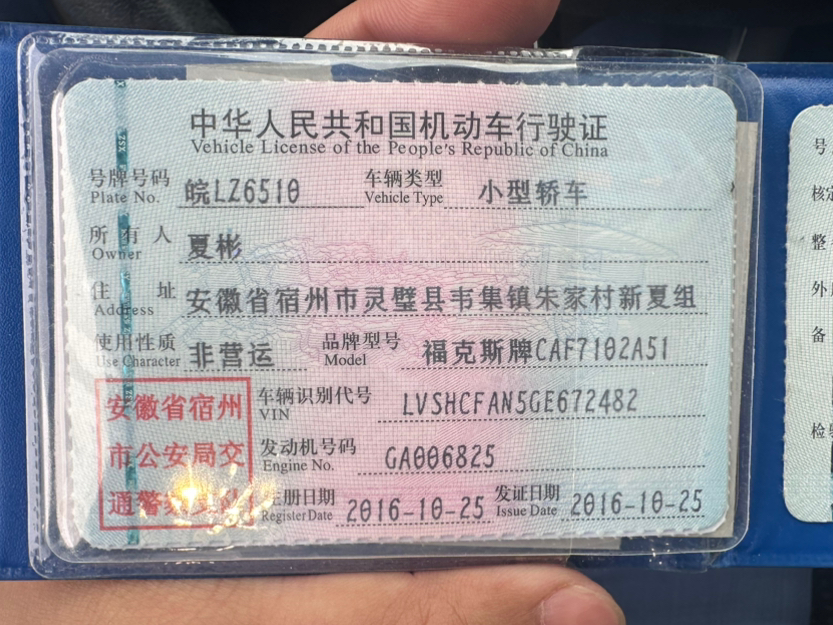 中华人民共和国机动车行驶证
Vehicle License of the People's Republic of China
号牌号码 皖LZ6510 车辆类型 小型轿车
Plate No. Vehicle Type
所有人 夏彬
Owner
住址 安徽省宿州市灵璧县韦集镇朱家村新夏组
Address
使用性质 非营运 品牌型号 福克斯牌CAF7102A51
Use Character Model
安徽省宿州 车辆识别代号 LVSHCFAN5GE672482
VIN
市公安局交 发动机号码 GA006825
Engine No.
通警 注册日期 2016-10-25 发证日期 2016-10-25
Register Date Issue Date
号
核定
整
外
备
检